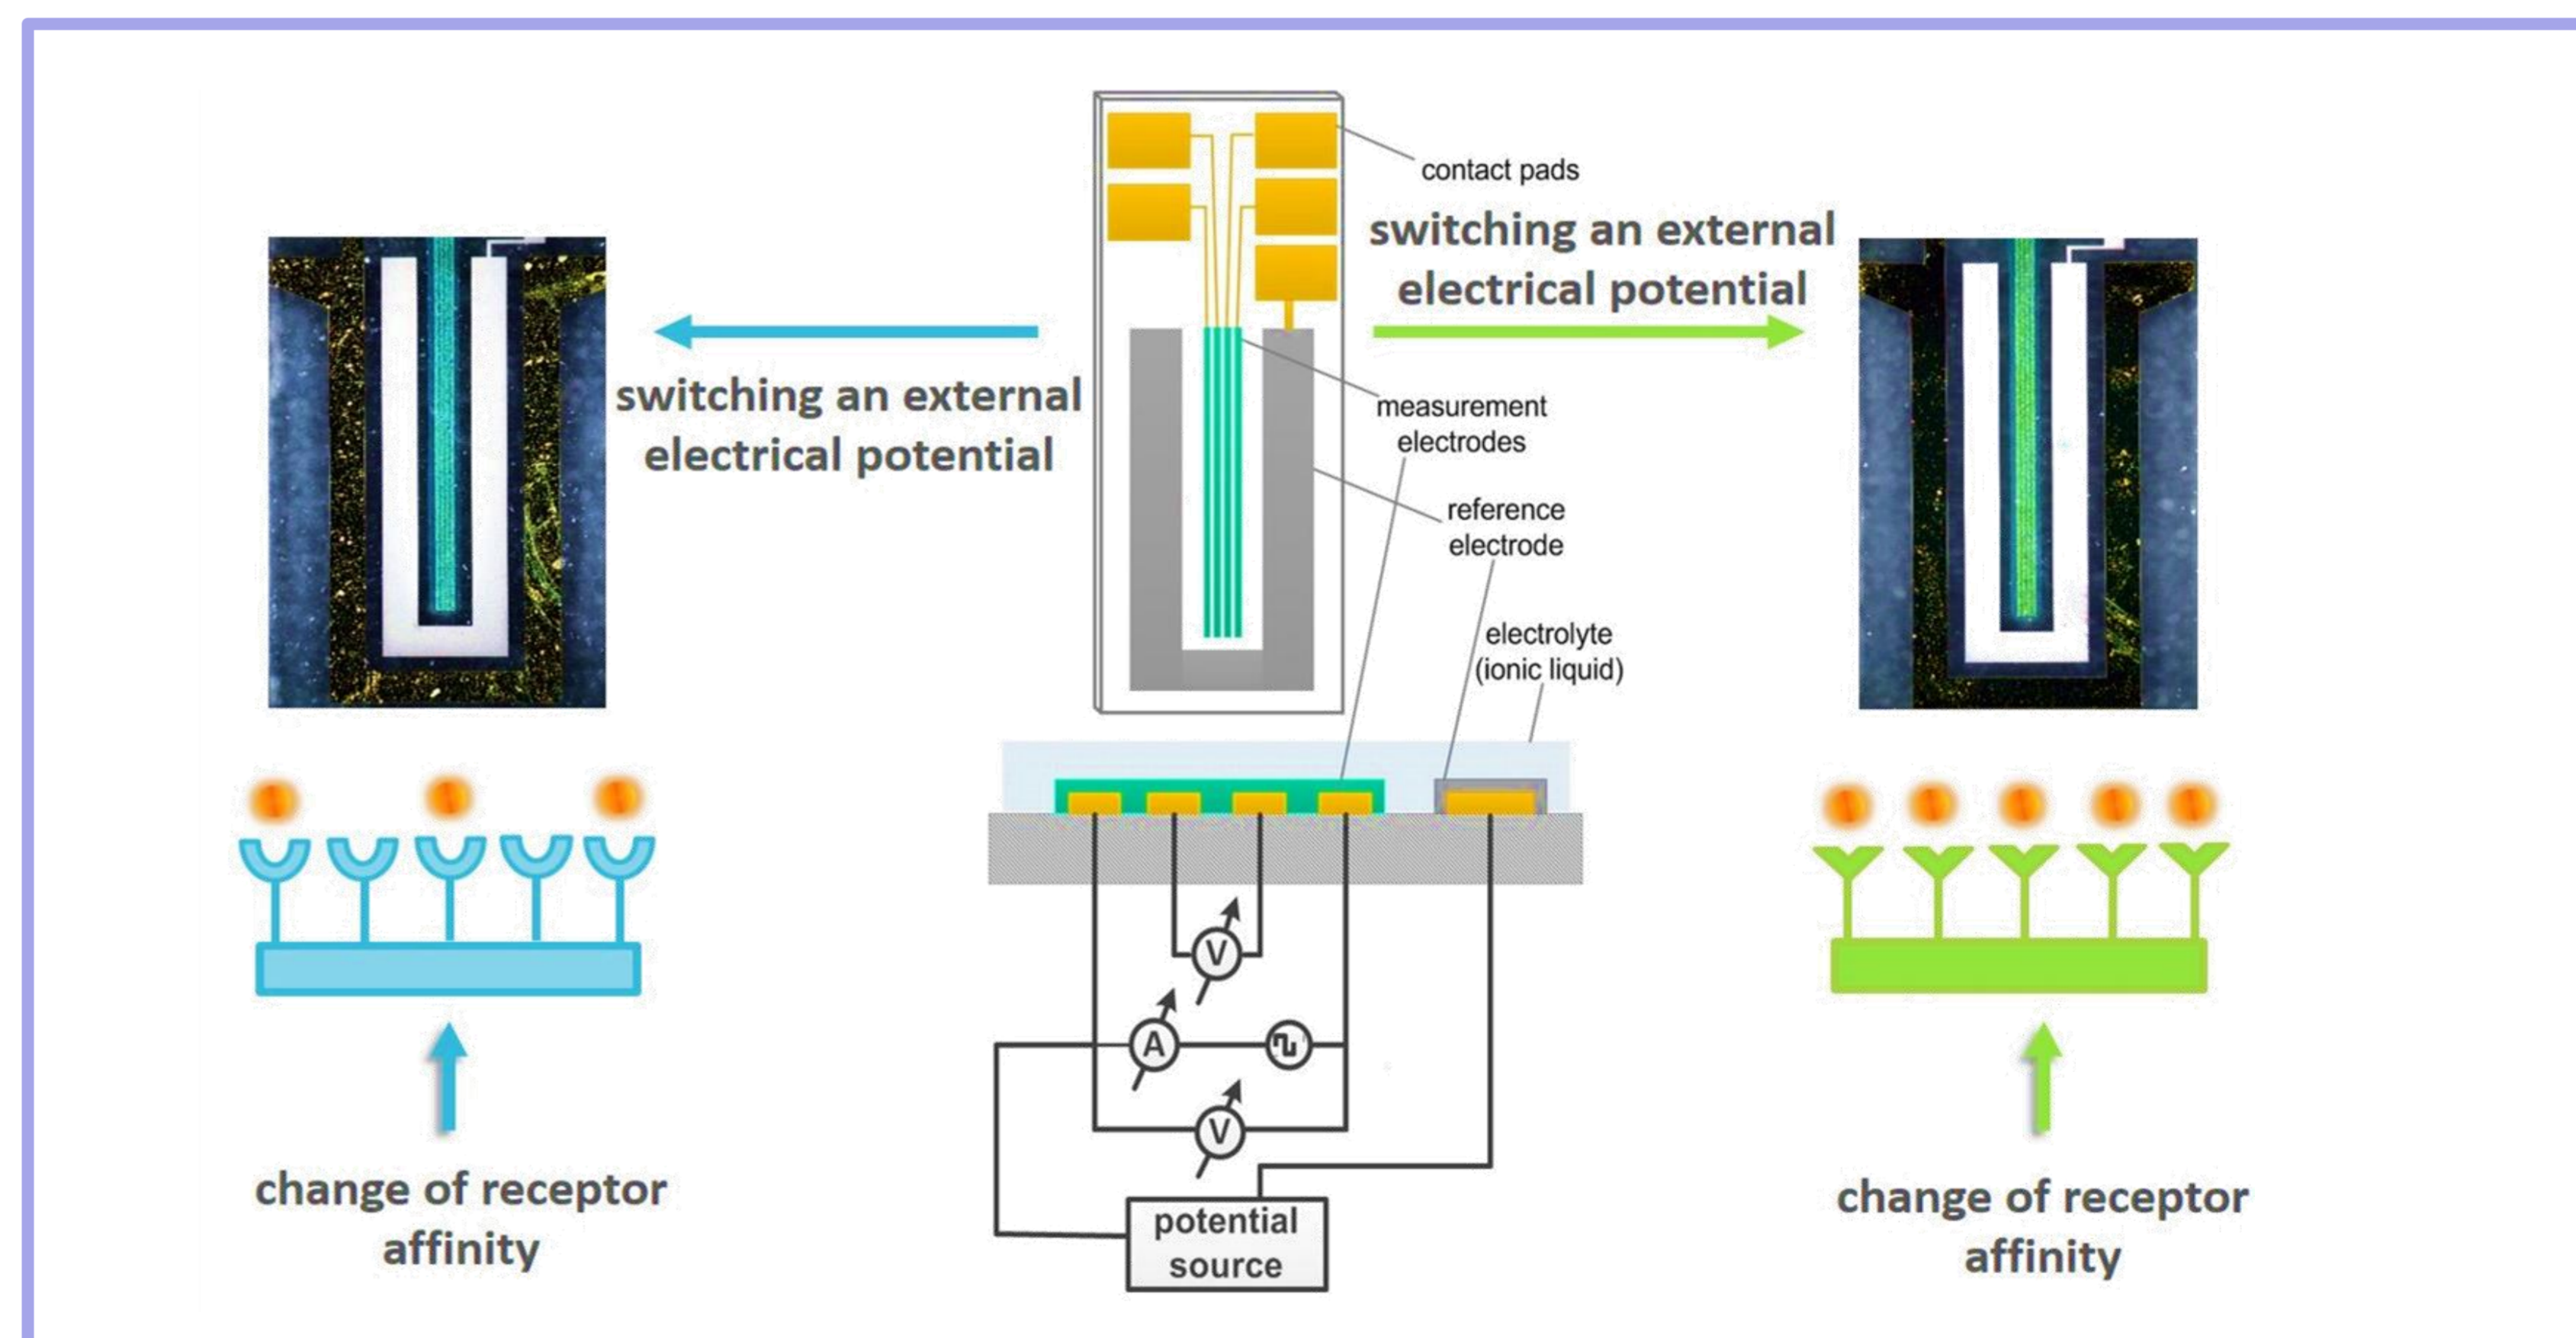 contact pads
switching an external
electrical potential
switching an external
electrical potential
measurement
electrodes
reference
electrode
electrolyte
(ionic liquid)
V
A
V
potential
source
change of receptor
affinity
change of receptor
affinity